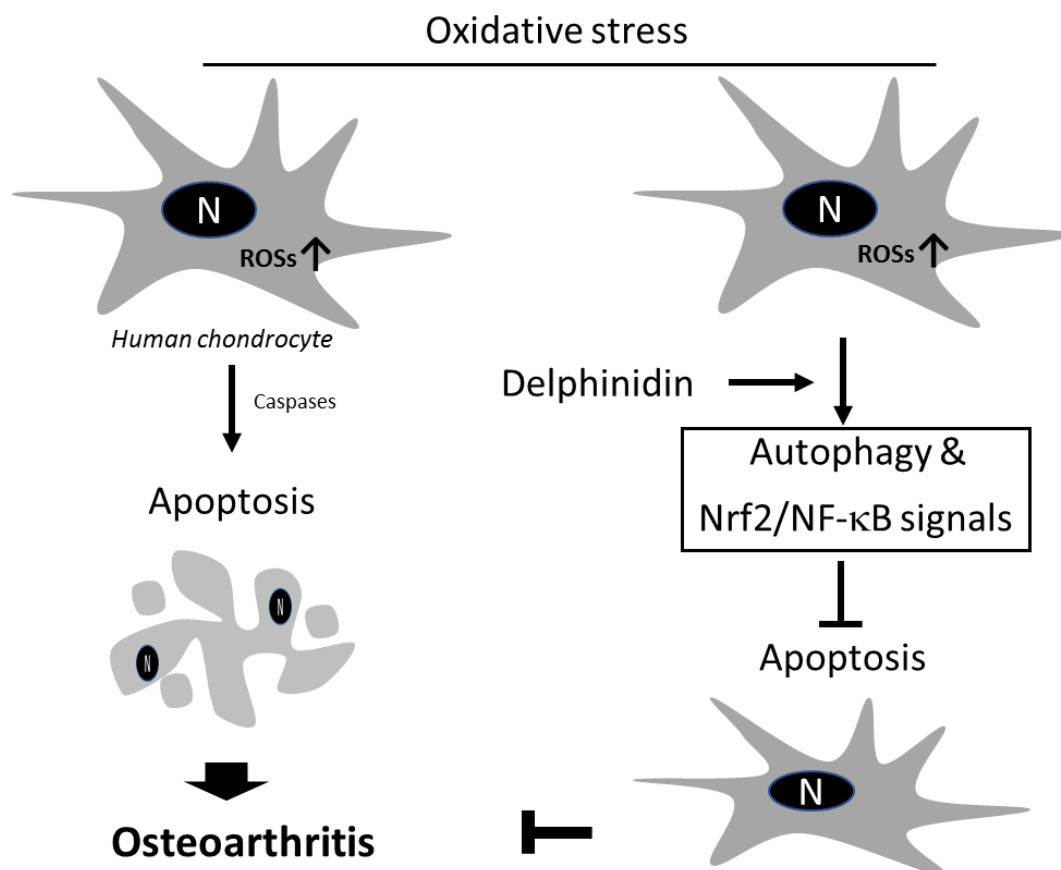 Oxidative stress
N
ROSs
Human chondrocyte
Caspases
Apoptosis
N
N
Osteoarthritis
N
ROSs
Delphinidin
Autophagy &
Nrf2/NF-κB signals
Apoptosis
N